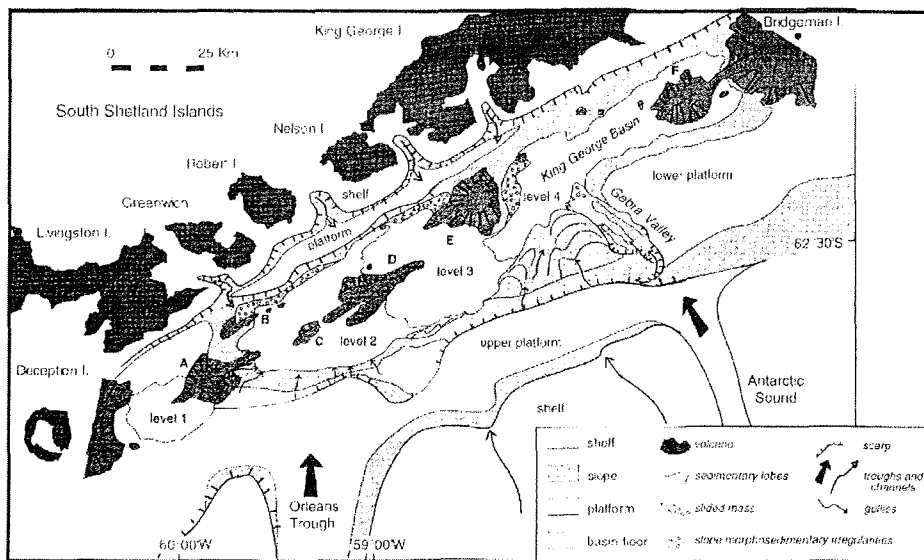 Bridgeman I.
King George I.
0 25 Km
South Shetland Islands
F
Nelson I.
King George Basin
lower platform
Robert I.
shelf
level 4
Gebra Valley
Greenwich
platform
Livingston I.
E
62°30'S
D
level 3
B
C
level 2
upper platform
A
Deception I.
Antarctic
Sound
level 1
shelf
Orleans
Trough
60°00'W
59°00'W
shelf
volcano
scarp
slope
sedimentary lobes
troughs and
channels
platform
slided mass
gullies
basin floor
slope morphosedimentary irregularities